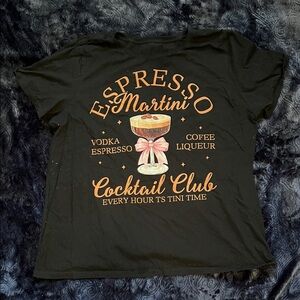 ESPRESSO
Martini
VODKA
ESPRESSO
COFEE
LIQUEUR
Cocktail Club
EVERY HOUR TS TINI TIME